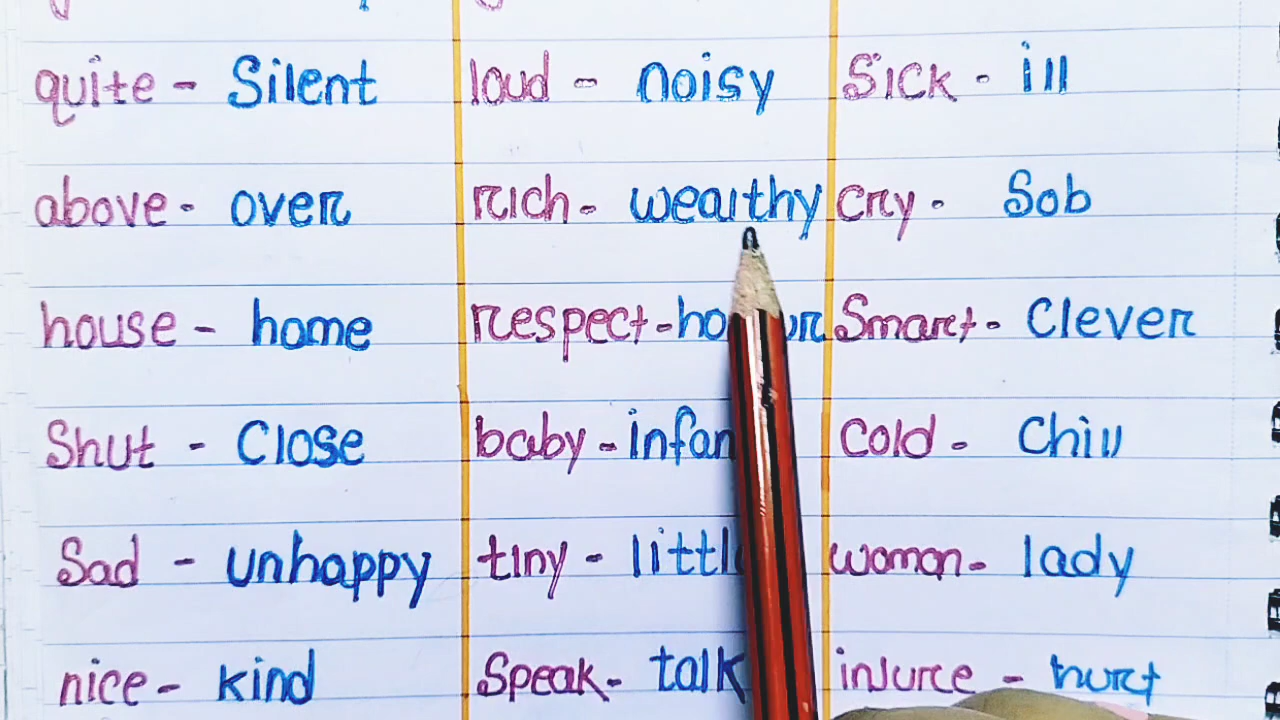 quite - Silent
loud - noisy
Sick - ill
above - over
rich - wealthy
cry - Sob
house - home
respect -
Smart - Clever
Shut - Close
baby -
Cold - Chill
Sad - unhappy
tiny -
woman - lady
nice - kind
Speak - talk
injure - hurt